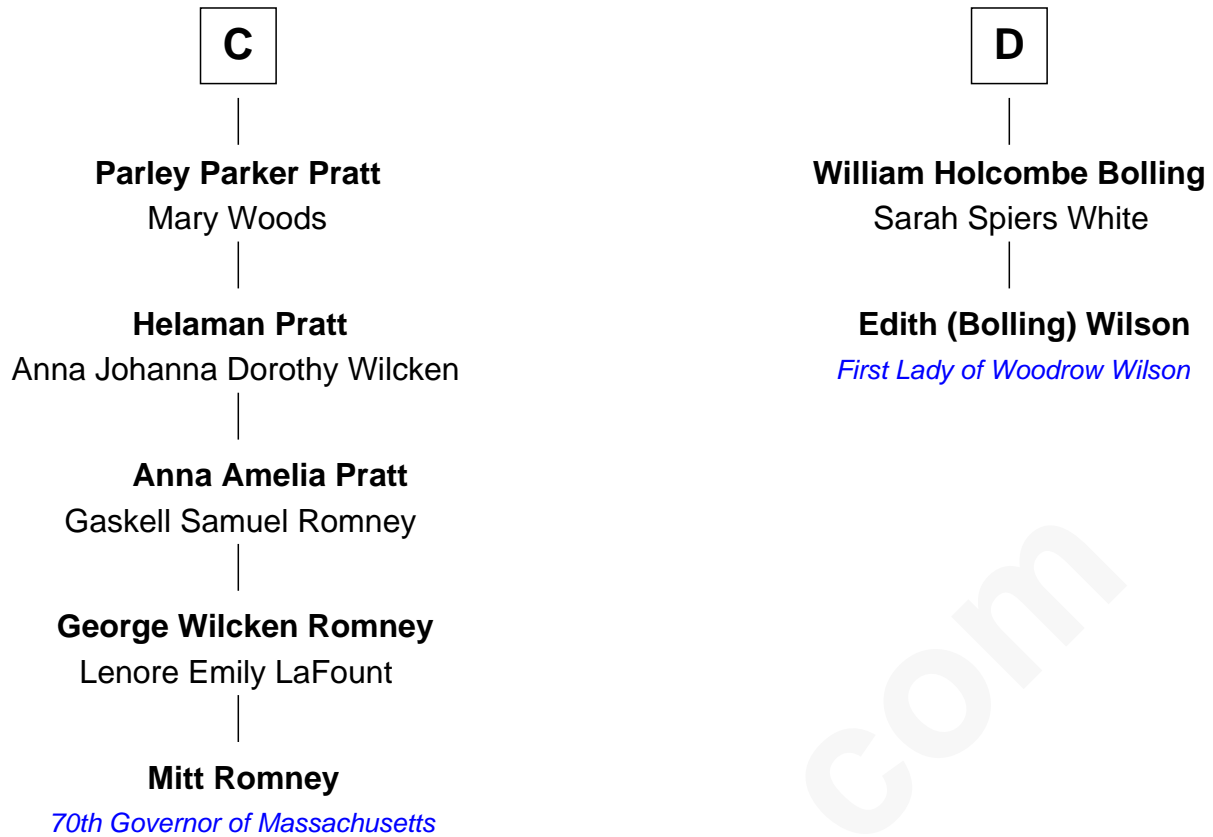 C
Parley Parker Pratt
Mary Woods
Helaman Pratt
Anna Johanna Dorothy Wilcken
Anna Amelia Pratt
Gaskell Samuel Romney
George Wilcken Romney
Lenore Emily LaFount
Mitt Romney
70th Governor of Massachusetts
D
William Holcombe Bolling
Sarah Spiers White
Edith (Bolling) Wilson
First Lady of Woodrow Wilson
com